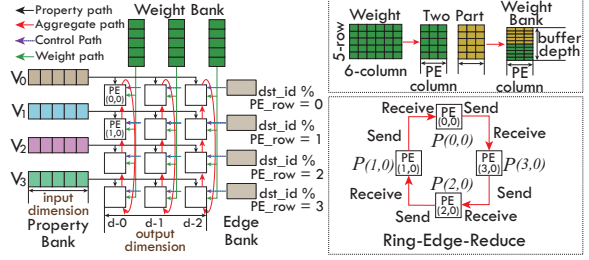 Property path
Aggregate path
Control Path
Weight path
Weight Bank
V0
V1
V2
V3
PE
(0,0)
PE
(1,0)
dst_id %
PE_row = 0
dst_id %
PE_row = 1
dst_id %
PE_row = 2
dst_id %
PE_row = 3
input
dimension
Property
Bank
d-0 d-1 d-2
output
dimension
Edge
Bank
Weight
5-row
6-column
Two Part
PE
column
Weight
Bank
buffer
depth
PE
column
Receive Send
PE
(0,0)
P(0,0)
Send Receive
P(1,0) PE
(1,0)
PE
(3,0) P(3,0)
P(2,0)
Receive Send
PE
(2,0)
Send Receive
Ring-Edge-Reduce